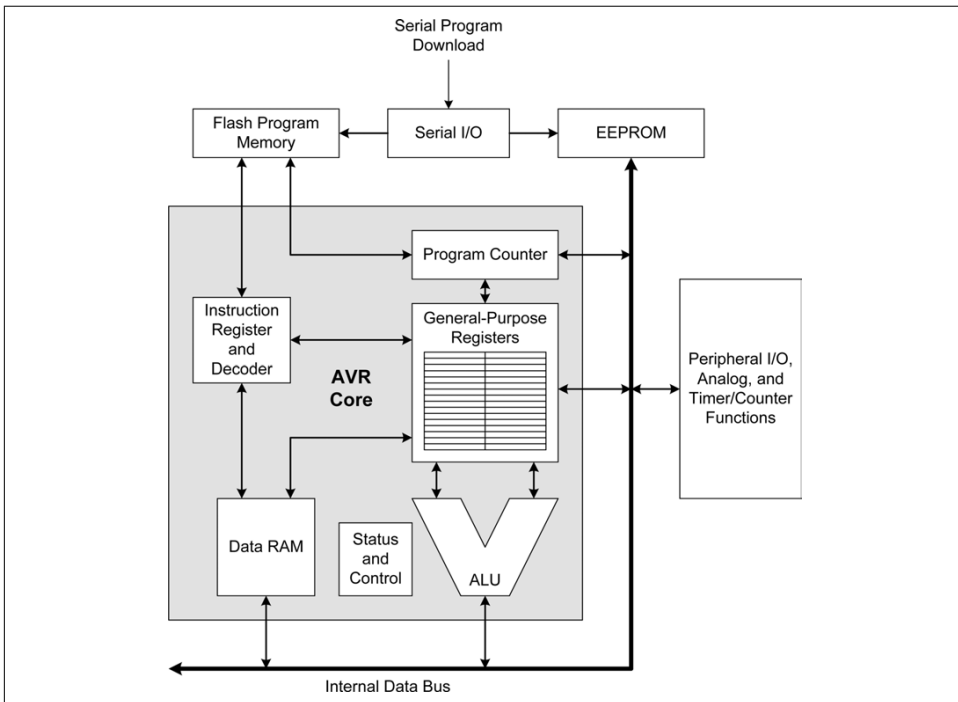 Serial Program
Download
Flash Program
Memory
Serial I/O
EEPROM
Program Counter
Instruction
Register
and
Decoder
General-Purpose
Registers
AVR
Core
Peripheral I/O,
Analog, and
Timer/Counter
Functions
Data RAM
Status
and
Control
ALU
Internal Data Bus